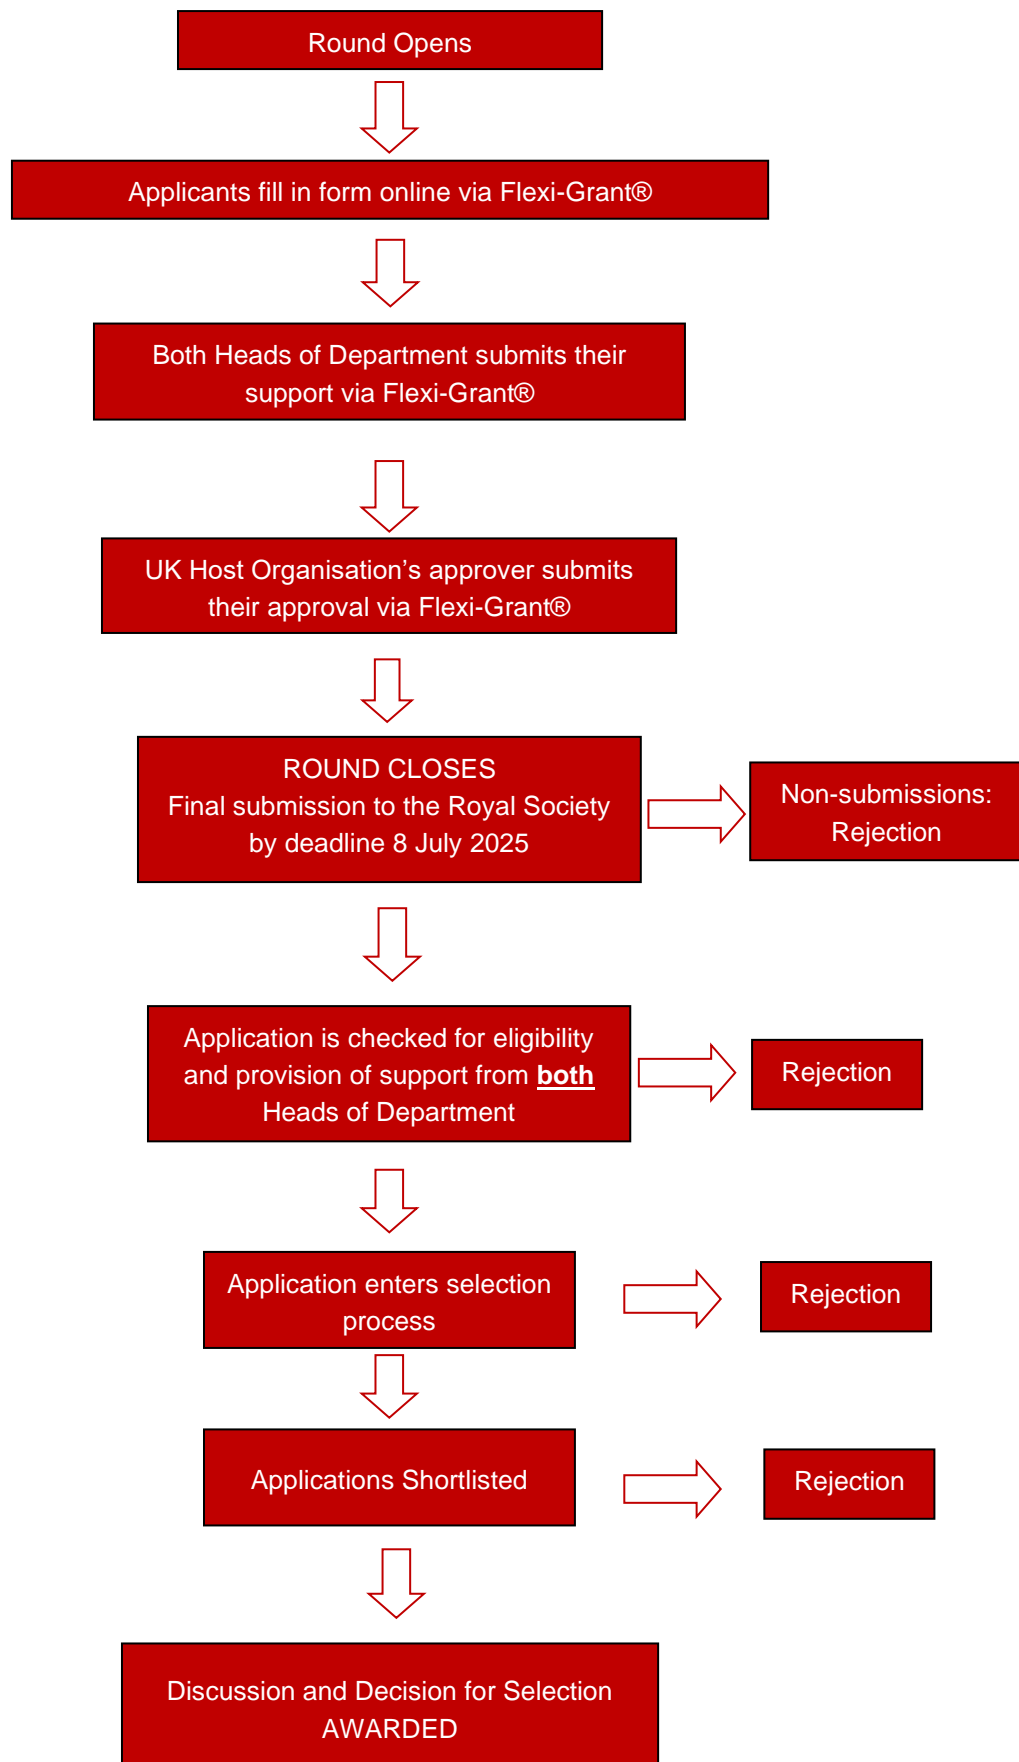 Round Opens
Applicants fill in form online via Flexi-Grant®
Both Heads of Department submits their
support via Flexi-Grant®
UK Host Organisation’s approver submits
their approval via Flexi-Grant®
ROUND CLOSES
Final submission to the Royal Society
by deadline 8 July 2025
Non-submissions:
Rejection
Application is checked for eligibility
and provision of support from both
Heads of Department
Rejection
Application enters selection
process
Rejection
Applications Shortlisted
Rejection
Discussion and Decision for Selection
AWARDED